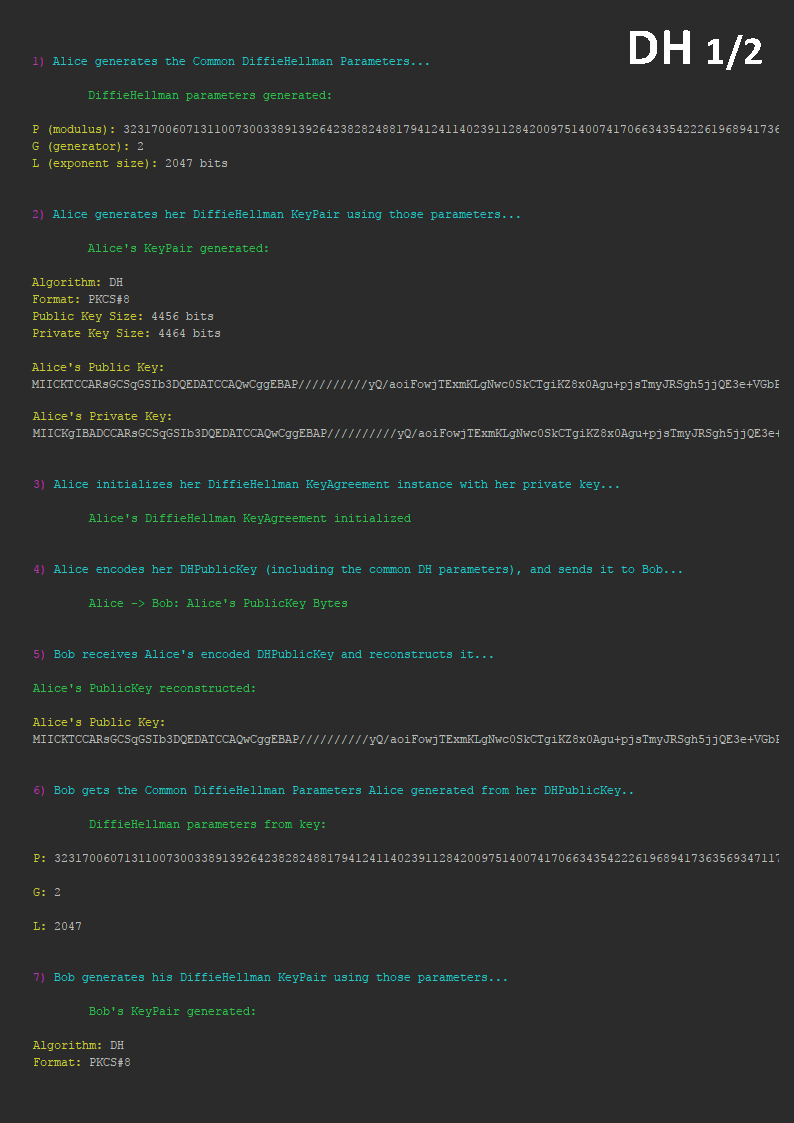 DH 1/2
1) Alice generates the Common DiffieHellman Parameters...
DiffieHellman parameters generated:
P (modulus): 323170060713110073003389139264238282488179412411402391128420097514007417066343542226196894173​6
G (generator): 2
L (exponent size): 2047 bits
2) Alice generates her DiffieHellman KeyPair using those parameters...
Alice's KeyPair generated:
Algorithm: DH
Format: PKCS#8
Public Key Size: 4456 bits
Private Key Size: 4464 bits
Alice's Public Key:
MIICKTCCARsGCSqGSIb3DQEDATCCAQwCggEBAP//////////yQ/aoiFowjTExmKLgNwc0SkCTgiKZ8x0Agu+pjsTmyJRSgh5jjQE3e+VGbE
Alice's Private Key:
MIICKgIBADCCARsGCSqGSIb3DQEDATCCAQwCggEBAP//////////yQ/aoiFowjTExmKLgNwc0SkCTgiKZ8x0Agu+pjsTmyJRSgh5jjQE3e+
3) Alice initializes her DiffieHellman KeyAgreement instance with her private key...
Alice's DiffieHellman KeyAgreement initialized
4) Alice encodes her DHPublicKey (including the common DH parameters), and sends it to Bob...
Alice -> Bob: Alice's PublicKey Bytes
5) Bob receives Alice's encoded DHPublicKey and reconstructs it...
Alice's PublicKey reconstructed:
Alice's Public Key:
MIICKTCCARsGCSqGSIb3DQEDATCCAQwCggEBAP//////////yQ/aoiFowjTExmKLgNwc0SkCTgiKZ8x0Agu+pjsTmyJRSgh5jjQE3e+VGbE
6) Bob gets the Common DiffieHellman Parameters Alice generated from her DHPublicKey..
DiffieHellman parameters from key:
P: 32317006071311007300338913926423828248817941241140239112842009751400741706634354222619689417363569347117
G: 2
L: 2047
7) Bob generates his DiffieHellman KeyPair using those parameters...
Bob's KeyPair generated:
Algorithm: DH
Format: PKCS#8